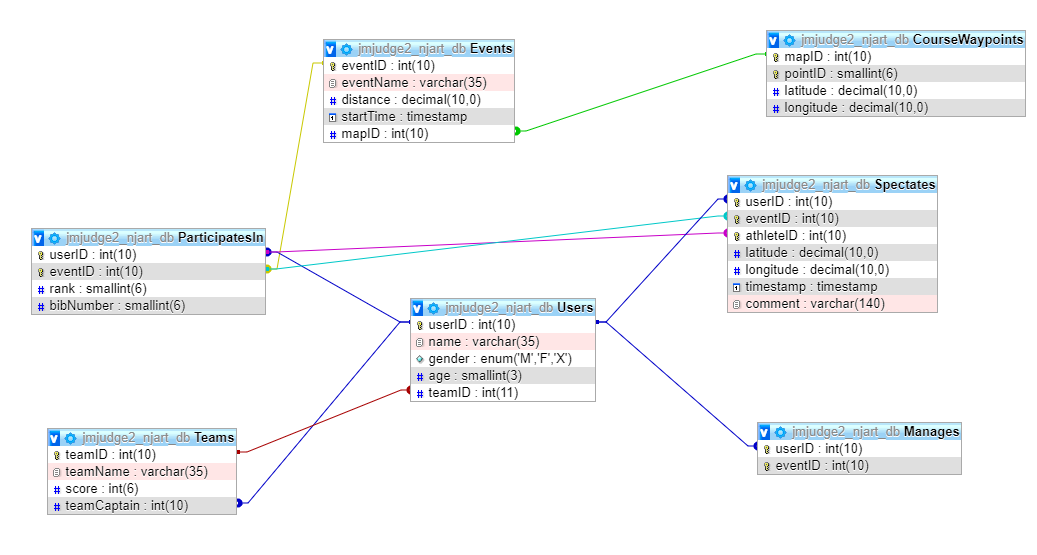 jmjudge2_njart_db Events
eventID : int(10)
eventName : varchar(35)
distance : decimal(10,0)
startTime : timestamp
mapID : int(10)
jmjudge2_njart_db CourseWaypoints
mapID : int(10)
pointID : smallint(6)
latitude : decimal(10,0)
longitude : decimal(10,0)
jmjudge2_njart_db Spectates
userID : int(10)
eventID : int(10)
athleteID : int(10)
latitude : decimal(10,0)
longitude : decimal(10,0)
timestamp : timestamp
comment : varchar(140)
jmjudge2_njart_db ParticipatesIn
userID : int(10)
eventID : int(10)
rank : smallint(6)
bibNumber : smallint(6)
jmjudge2_njart_db Users
userID : int(10)
name : varchar(35)
gender : enum('M','F','X')
age : smallint(3)
teamID : int(11)
jmjudge2_njart_db Teams
teamID : int(10)
teamName : varchar(35)
score : int(6)
teamCaptain : int(10)
jmjudge2_njart_db Manages
userID : int(10)
eventID : int(10)